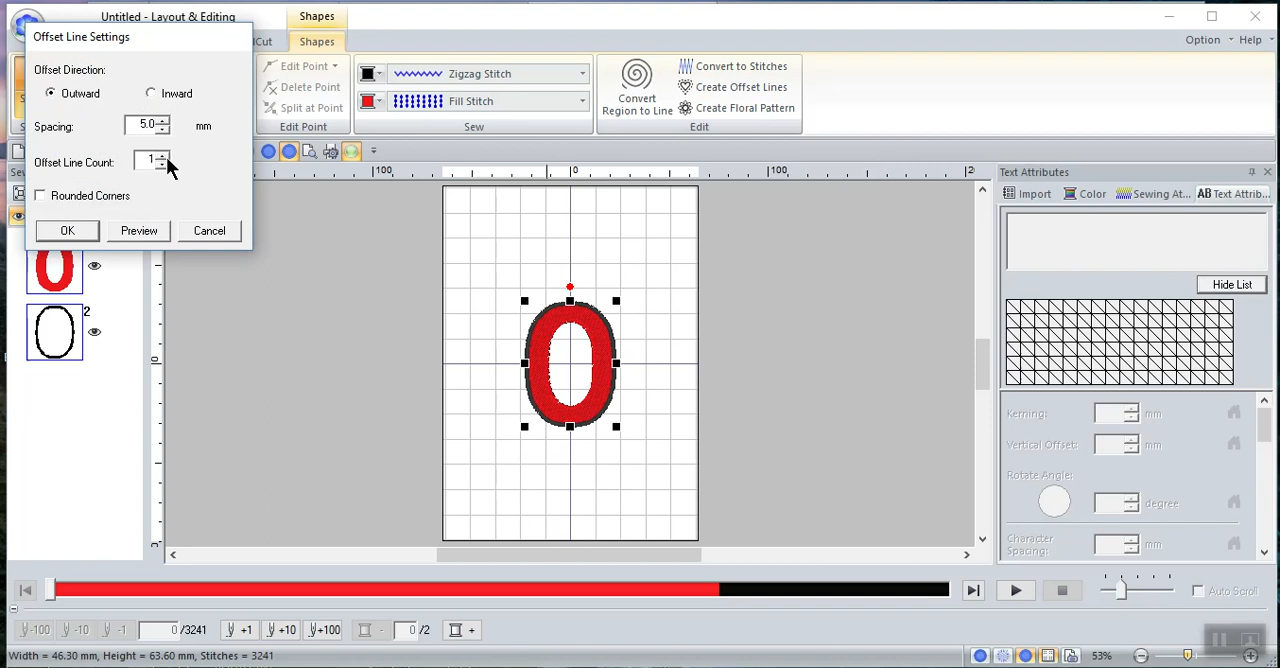 Untitled - Layout & Editing
Shapes
Offset Line Settings
Shapes
Option
Help
Offset Direction:
Outward
Inward
Spacing:
5.0
mm
Offset Line Count:
1
Rounded Corners
OK
Preview
Cancel
Edit Point
Delete Point
Split at Point
Edit Point
Zigzag Stitch
Fill Stitch
Sew
Convert
Region to Line
Convert to Stitches
Create Offset Lines
Create Floral Pattern
Edit
100
0
100
0
2
Text Attributes
Import
Color
Sewing At...
AB Text Attrib...
Hide List
Kerning:
mm
Vertical Offset:
mm
Rotate Angle:
degree
Character
Spacing:
mm
Auto Scroll
-100
-10
-1
0
/3241
+1
+10
+100
-
0
/2
+
Width = 46.30 mm, Height = 63.60 mm, Stitches = 3241
53%